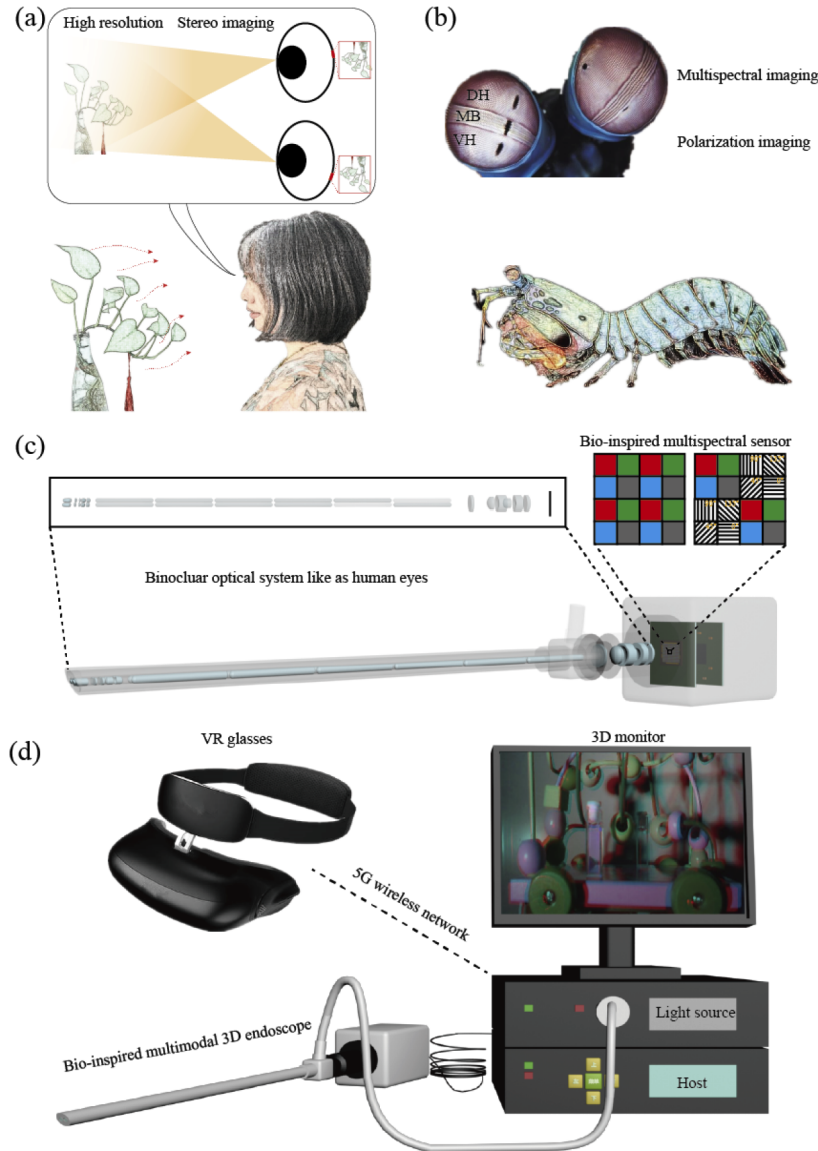 (a)
High resolution
Stereo imaging
(b)
DH
MB
VH
Multispectral imaging
Polarization imaging
(c)
Bio-inspired multispectral sensor
Binocluar optical system like as human eyes
(d)
VR glasses
3D monitor
5G wireless network
Bio-inspired multimodal 3D endoscope
Light source
Host